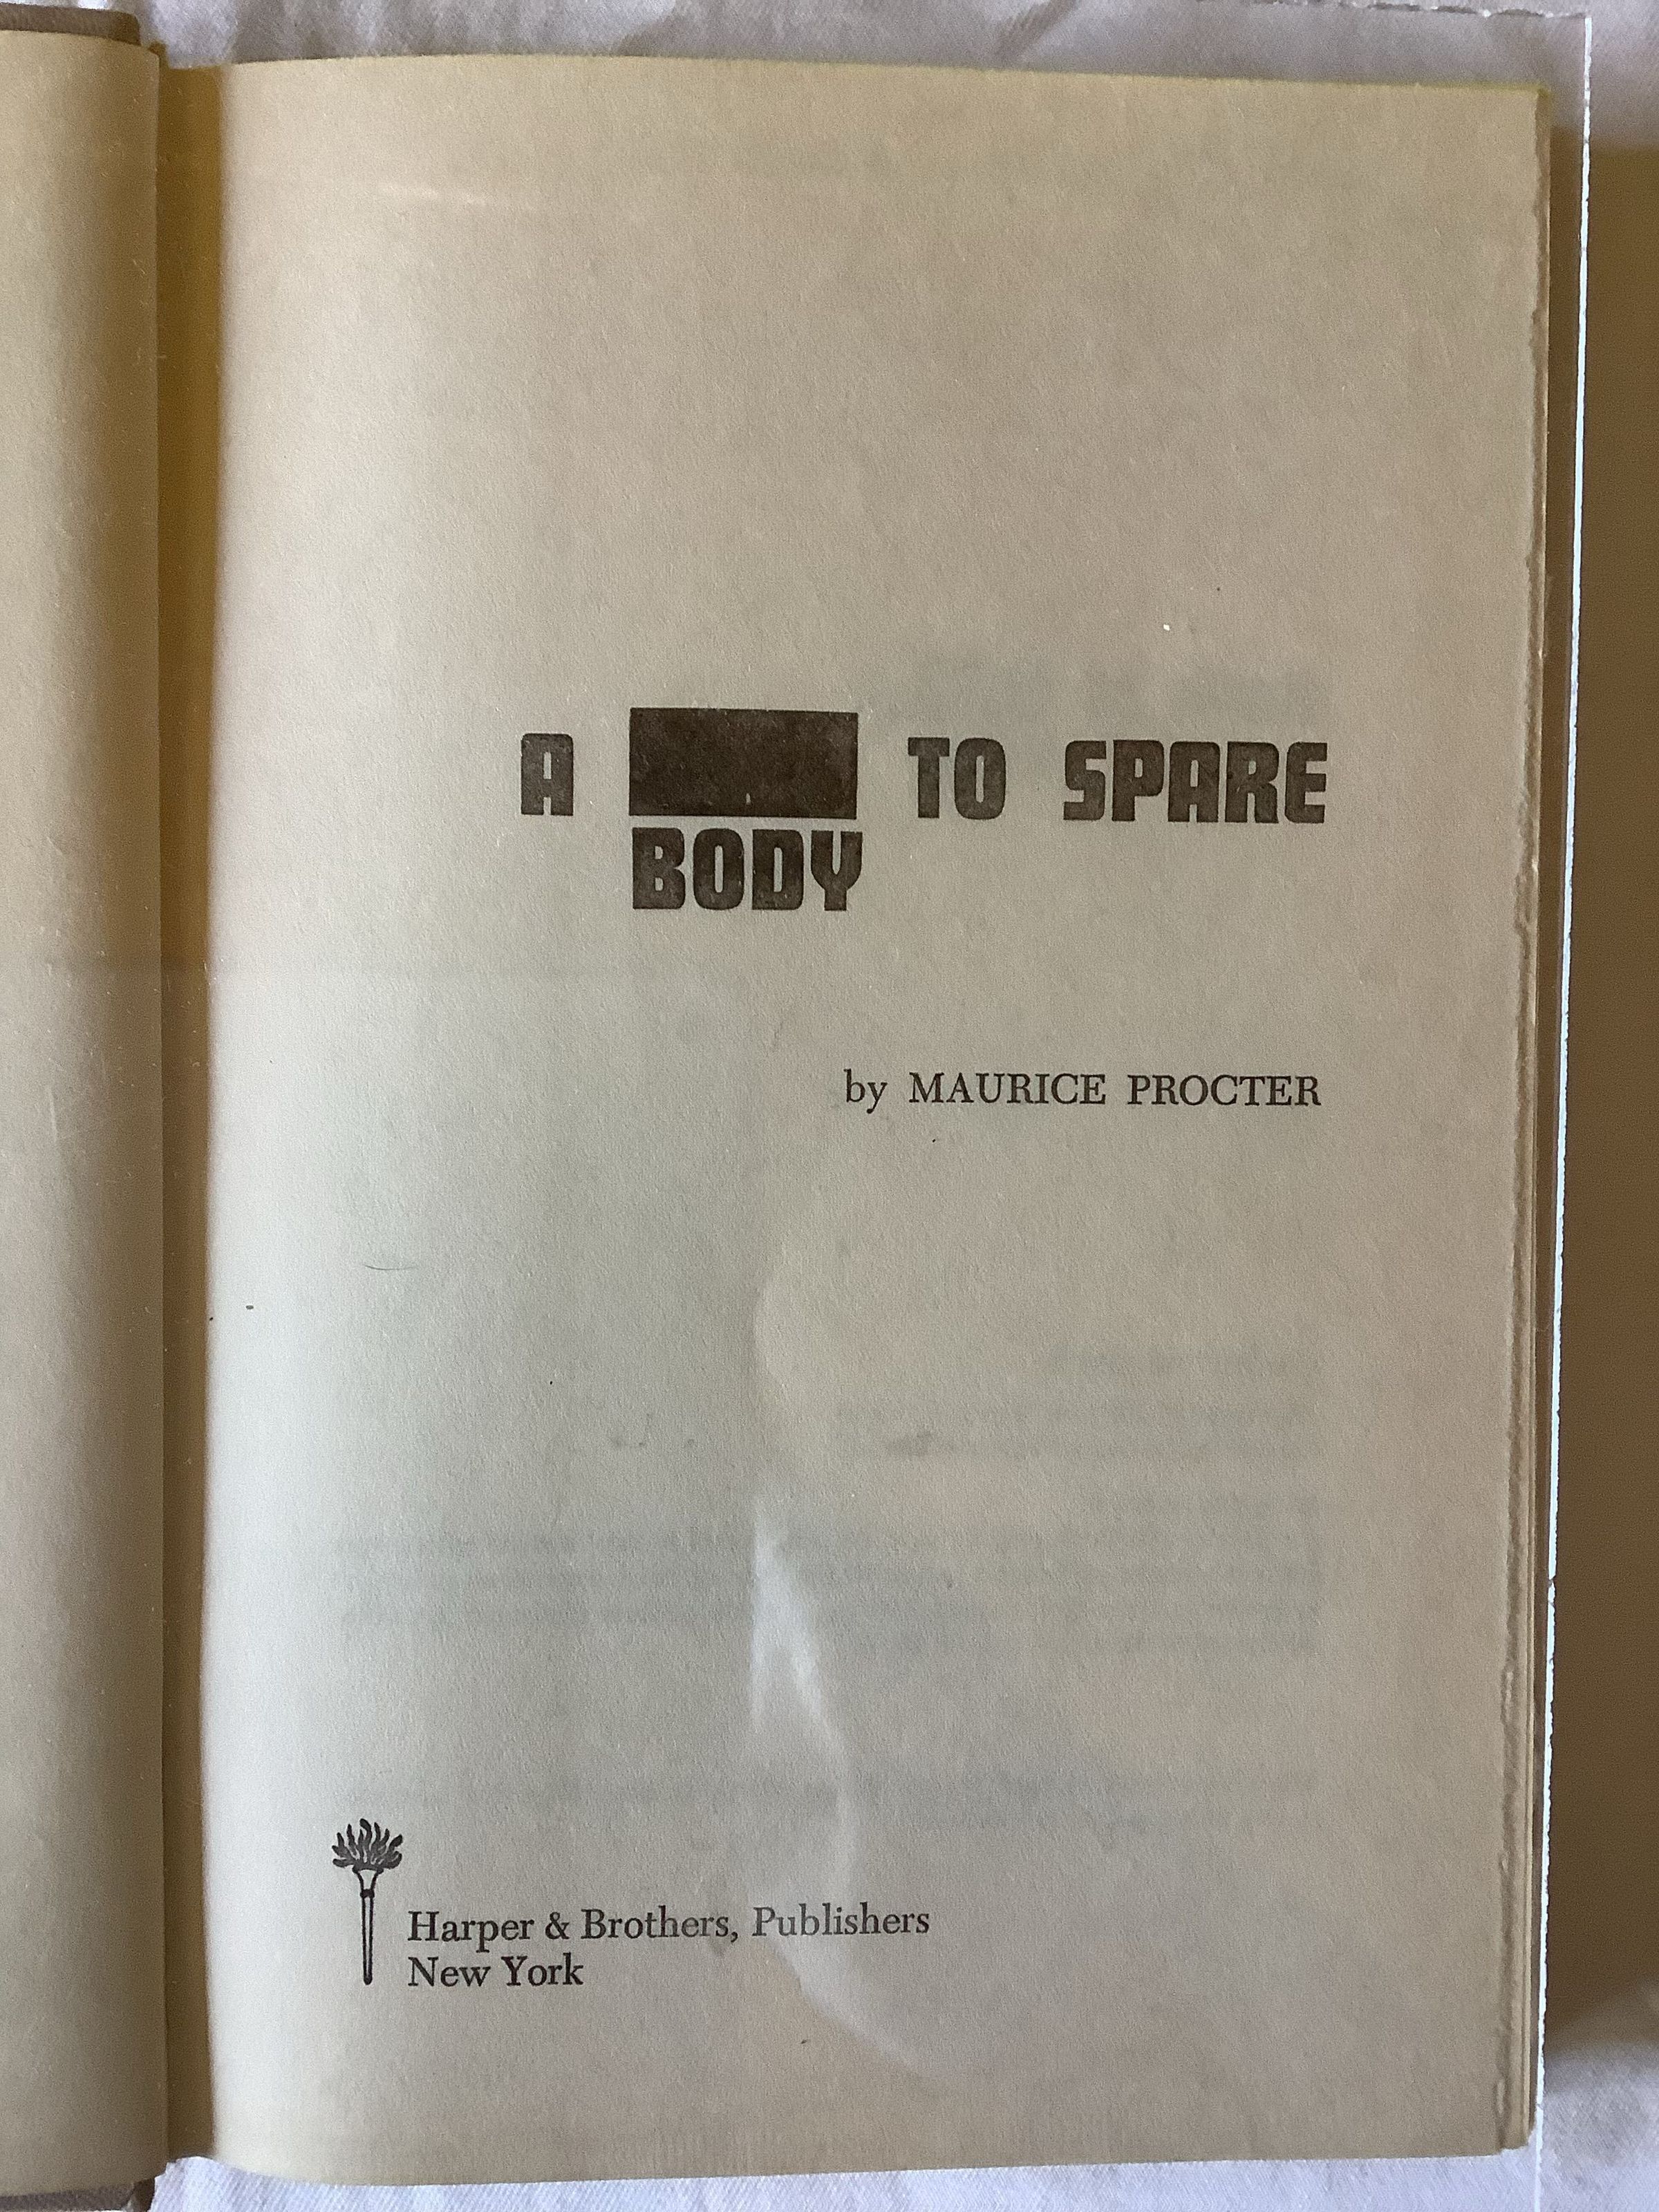 A TO SPARE
BODY
by MAURICE PROCTER
Harper & Brothers, Publishers
New York